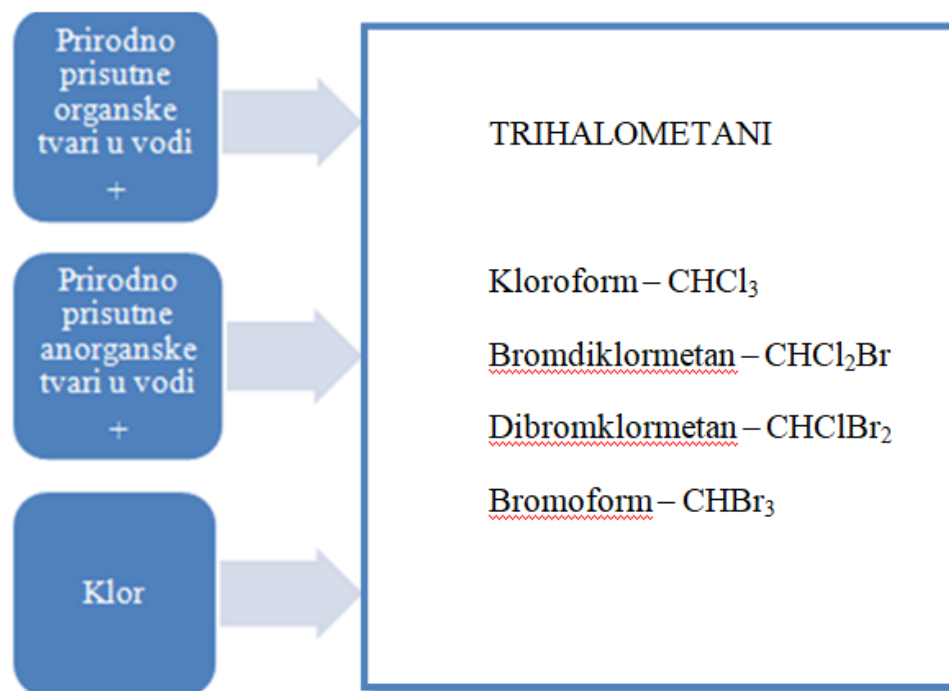 Prirodno
prisutne
organske
tvari u vodi
+
Prirodno
prisutne
anorganske
tvari u vodi
+
Klor
TRIHALOMETANI
Kloroform – CHCl₃
Bromdiklormetan – CHCl₂Br
Dibromklormetan – CHClBr₂
Bromoform – CHBr₃